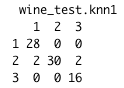 wine_test.knn1
1 2 3
1 28 0 0
2 2 30 2
3 0 0 16